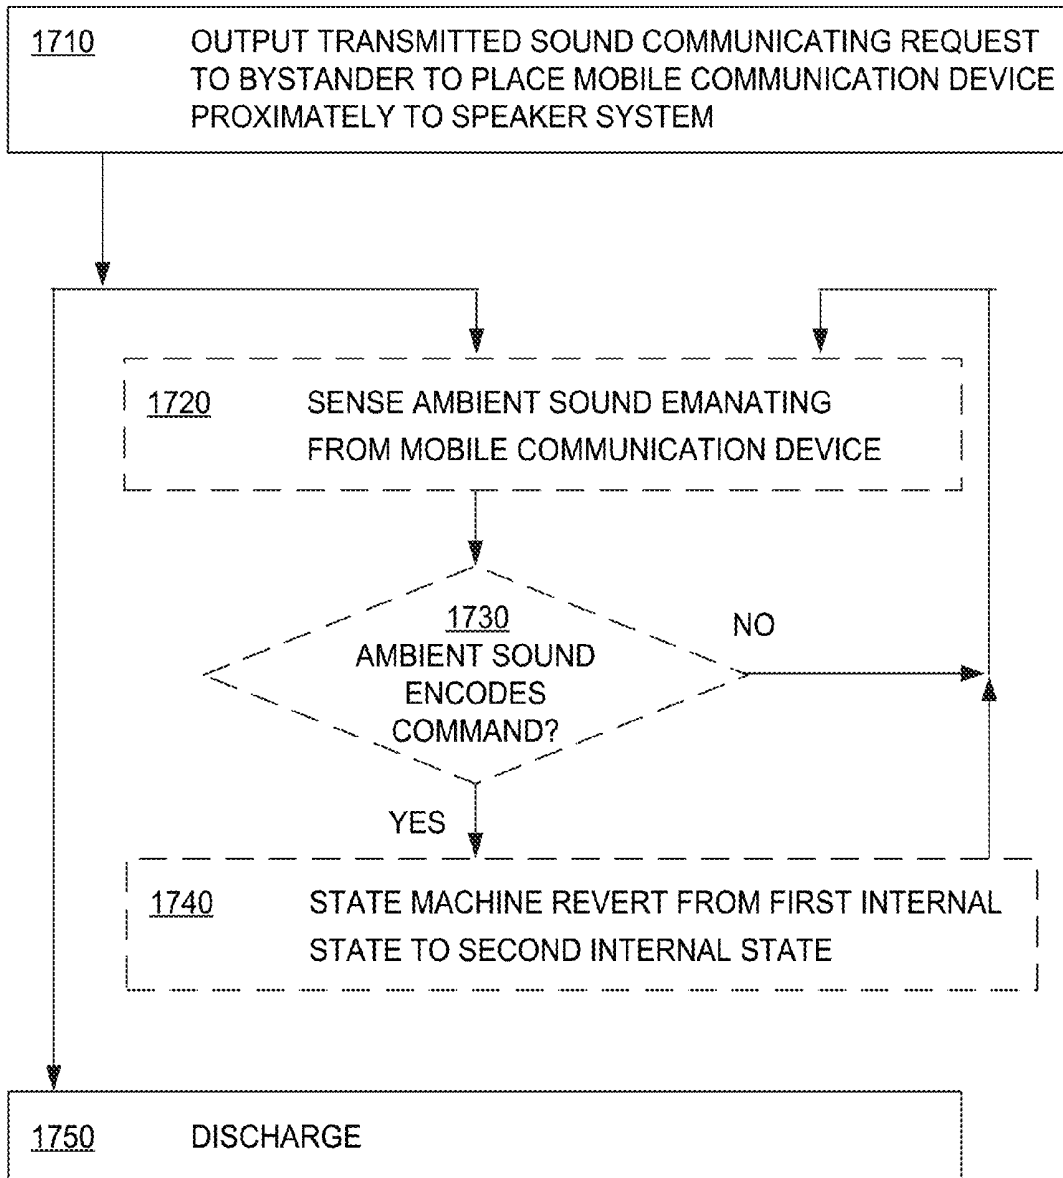 1710 OUTPUT TRANSMITTED SOUND COMMUNICATING REQUEST
TO BYSTANDER TO PLACE MOBILE COMMUNICATION DEVICE
PROXIMATELY TO SPEAKER SYSTEM
1720 SENSE AMBIENT SOUND EMANATING
FROM MOBILE COMMUNICATION DEVICE
1730
AMBIENT SOUND
ENCODES
COMMAND?
NO
YES
1740 STATE MACHINE REVERT FROM FIRST INTERNAL
STATE TO SECOND INTERNAL STATE
1750 DISCHARGE